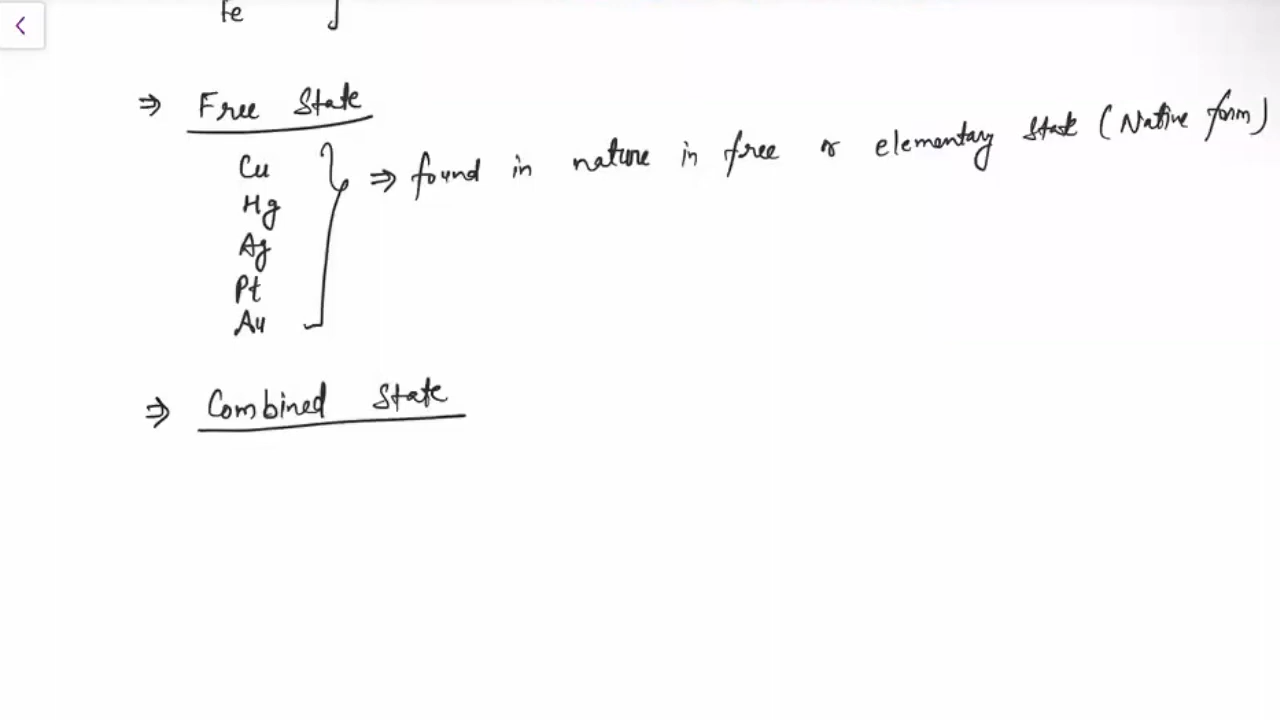 Fe
⇒ Free State
Cu
Hg
Ag
Pt
Au
⇒ found in nature in free or elementary state (Native form)
⇒ Combined State